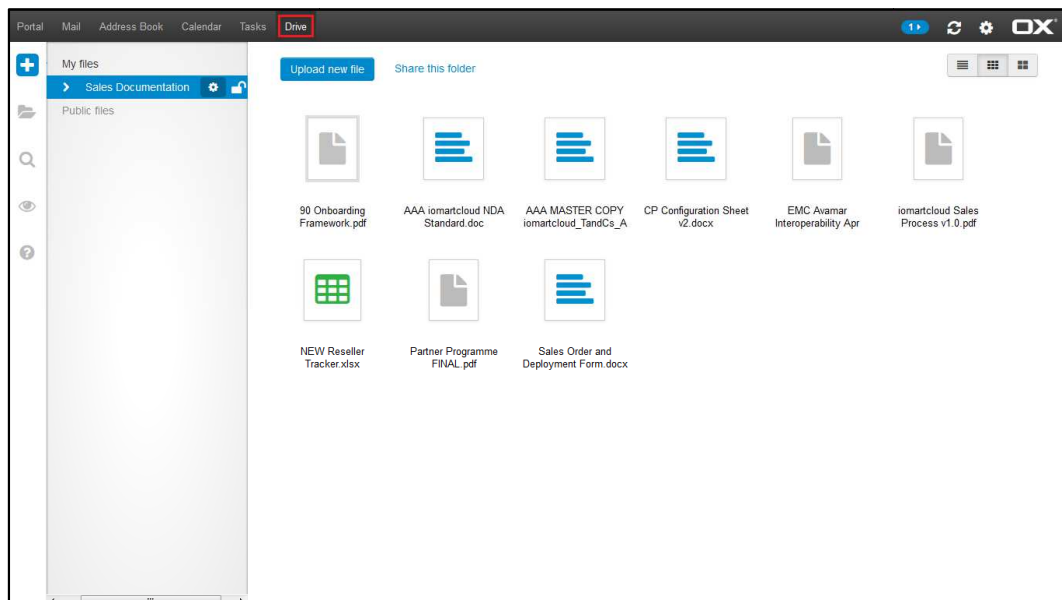 Portal Mail Address Book Calendar Tasks Drive 1 OX
My files
Sales Documentation
Public files
Upload new file Share this folder
90 Onboarding
Framework.pdf
AAA iomartcloud NDA
Standard.doc
AAA MASTER COPY
iomartcloud_TandCs_A
CP Configuration Sheet
v2.docx
EMC Avamar
Interoperability Apr
iomartcloud Sales
Process v1.0.pdf
NEW Reseller
Tracker.xlsx
Partner Programme
FINAL.pdf
Sales Order and
Deployment Form.docx